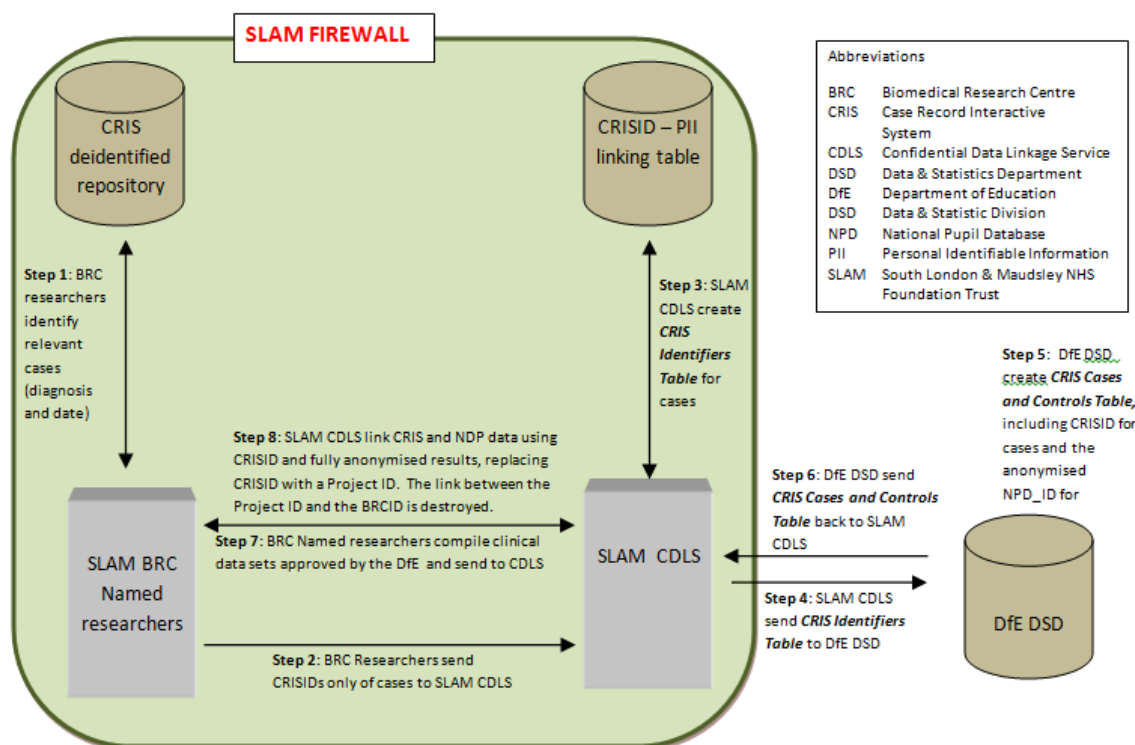 SLAM FIREWALL
CRIS
deidentified
repository
CRISID – PII
linking table
Abbreviations
BRC Biomedical Research Centre
CRIS Case Record Interactive
System
CDLS Confidential Data Linkage Service
DSD Data & Statistics Department
DfE Department of Education
DSD Data & Statistic Division
NPD National Pupil Database
PII Personal Identifiable Information
SLAM South London & Maudsley NHS
Foundation Trust
Step 1: BRC
researchers
identify
relevant
cases
(diagnosis
and date)
Step 3: SLAM
CDLS create
CRIS
Identifiers
Table for
cases
Step 5: DfE DSD
create CRIS Cases
and Controls Table,
including CRISID for
cases and the
anonymised
NPD_ID for
Step 8: SLAM CDLS link CRIS and NDP data using
CRISID and fully anonymised results, replacing
CRISID with a Project ID. The link between the
Project ID and the BRCID is destroyed.
Step 7: BRC Named researchers compile clinical
data sets approved by the DfE and send to CDLS
Step 6: DfE DSD send
CRIS Cases and Controls
Table back to SLAM
CDLS
SLAM BRC
Named
researchers
SLAM CDLS
Step 4: SLAM CDLS
send CRIS Identifiers
Table to DfE DSD
DfE DSD
Step 2: BRC Researchers send
CRISIDs only of cases to SLAM CDLS